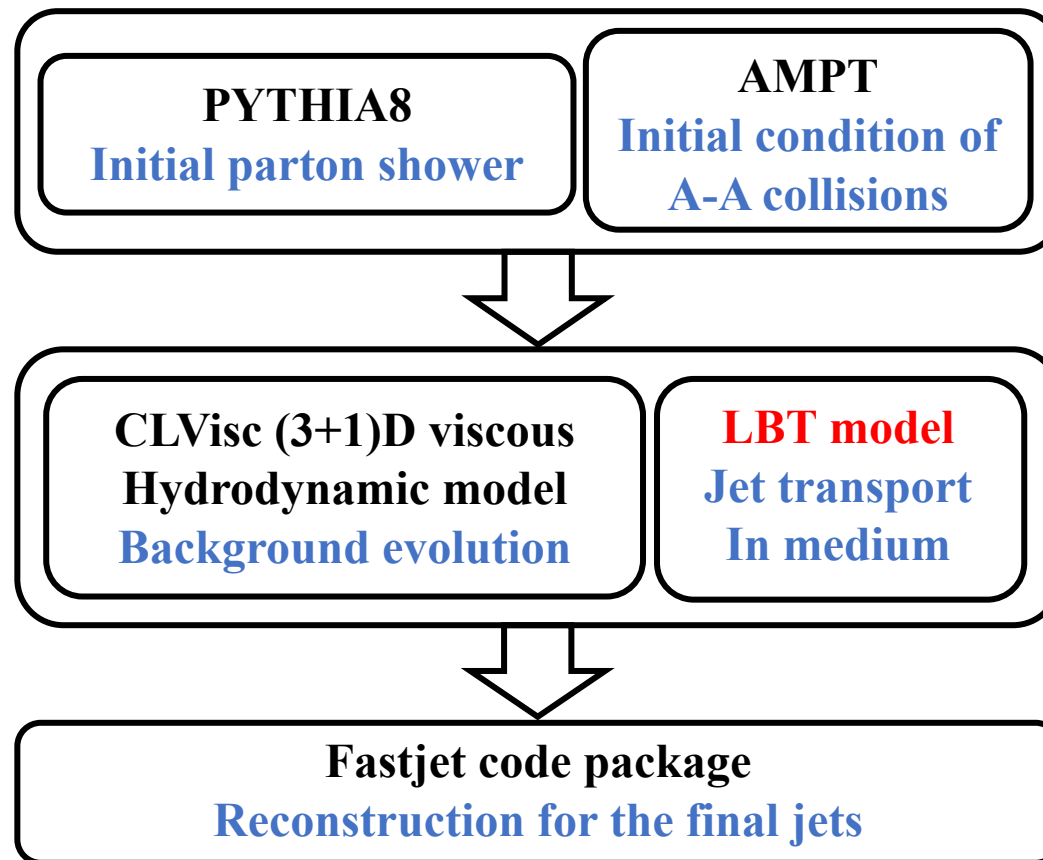 PYTHIA8
Initial parton shower
AMPT
Initial condition of
A-A collisions
CLVisc (3+1)D viscous
Hydrodynamic model
Background evolution
LBT model
Jet transport
In medium
Fastjet code package
Reconstruction for the final jets